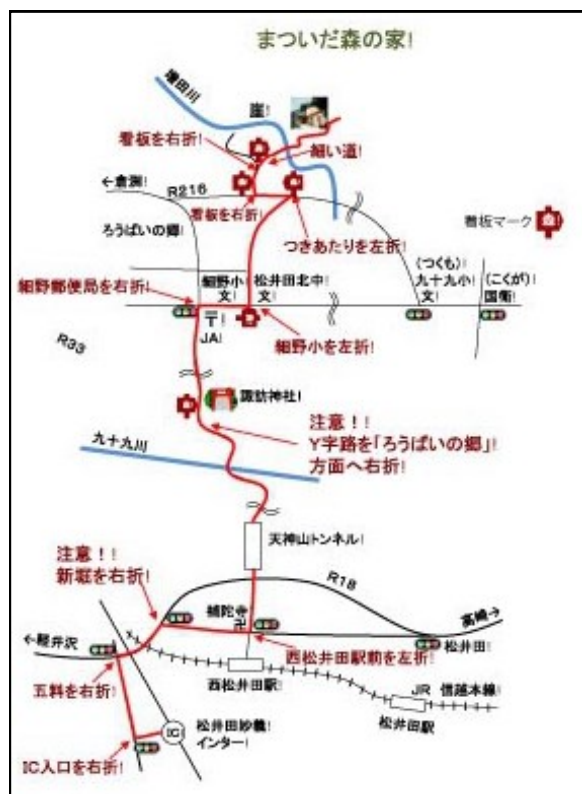 まついだ森の家!
増田川
崖!
看板を右折!
細い道!
←倉渕!
R216
看板を右折!
つきあたりを左折!
看板マーク
ろうばいの郷!
(つくも)
九十九小
文
(こくが)
国衙
細野小
文
松井田北中
文
細野郵便局を右折!
〒
JA
細野小を左折!
R33
諏訪神社!
注意!!
Y字路を「ろうばいの郷」!
方面へ右折!
九十九川
天神山トンネル!
注意!!
新堀を右折!
R18
補陀寺
卍
高崎→
←軽井沢
松井田!
西松井田駅前を左折!
五料を右折!
西松井田駅!
JR 信越本線!
松井田駅
IC
松井田妙義!
インター!
IC入口を右折!